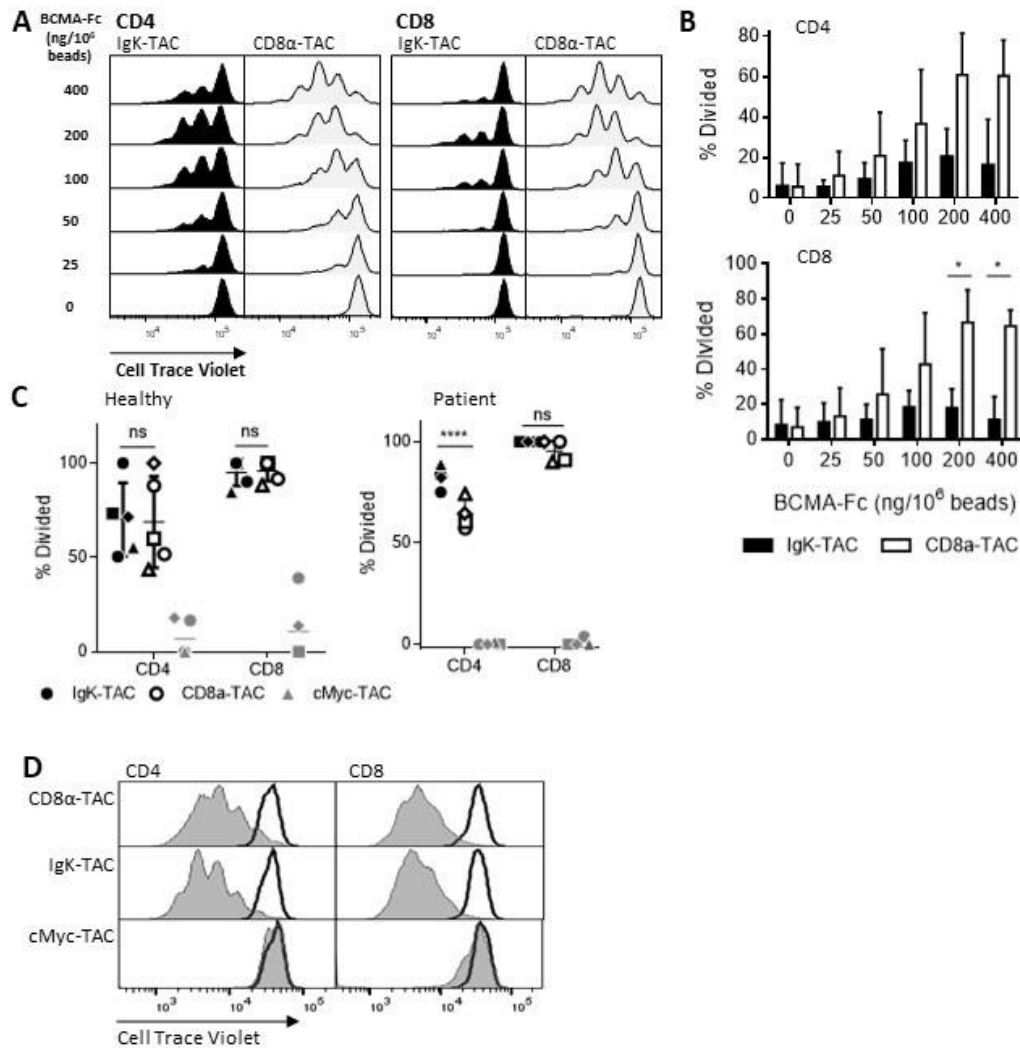 A
BCMA-Fc
(ng/10⁶
beads)
CD4
IgK-TAC
CD8α-TAC
CD8
IgK-TAC
CD8α-TAC
400
200
100
50
25
0
10⁴
10⁵
10⁴
10⁵
10⁴
10⁵
10⁴
10⁵
Cell Trace Violet
B
CD4
% Divided
80
60
40
20
0
0 25 50 100 200 400
CD8
% Divided
100
80
60
40
20
0
* *
0 25 50 100 200 400
BCMA-Fc (ng/10⁶ beads)
IgK-TAC CD8a-TAC
C
Healthy
ns ns
% Divided
100
50
0
CD4 CD8
Patient
**** ns
% Divided
100
50
0
CD4 CD8
IgK-TAC CD8a-TAC cMyc-TAC
D
CD4 CD8
CD8α-TAC
IgK-TAC
cMyc-TAC
10³ 10⁴ 10⁵ 10³ 10⁴ 10⁵
Cell Trace Violet